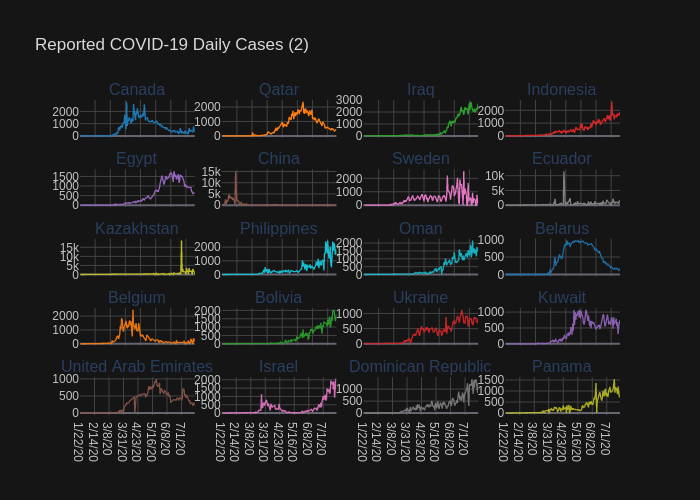 Reported COVID-19 Daily Cases (2)
Canada Qatar Iraq Indonesia
2000 1000 0
2000 1000 0
3000 2000 1000 0
2000 1000 0
Egypt China Sweden Ecuador
1500 1000 500 0
15k 10k 5k 0
2000 1000 0
10k 5k 0
Kazakhstan Philippines Oman Belarus
15k 10k 5k 0
2000 1000 0
2000 1500 1000 500 0
1000 500 0
Belgium Bolivia Ukraine Kuwait
2000 1000 0
2000 1500 1000 500 0
1000 500 0
1000 500 0
United Arab Emirates Israel Dominican Republic Panama
1000 500 0
2000 1500 1000 500 0
1000 500 0
1500 1000 500 0
1/22/20 2/14/20 3/8/20 3/31/20 4/23/20 5/16/20 6/8/20 7/1/20
1/22/20 2/14/20 3/8/20 3/31/20 4/23/20 5/16/20 6/8/20 7/1/20
1/22/20 2/14/20 3/8/20 3/31/20 4/23/20 5/16/20 6/8/20 7/1/20
1/22/20 2/14/20 3/8/20 3/31/20 4/23/20 5/16/20 6/8/20 7/1/20